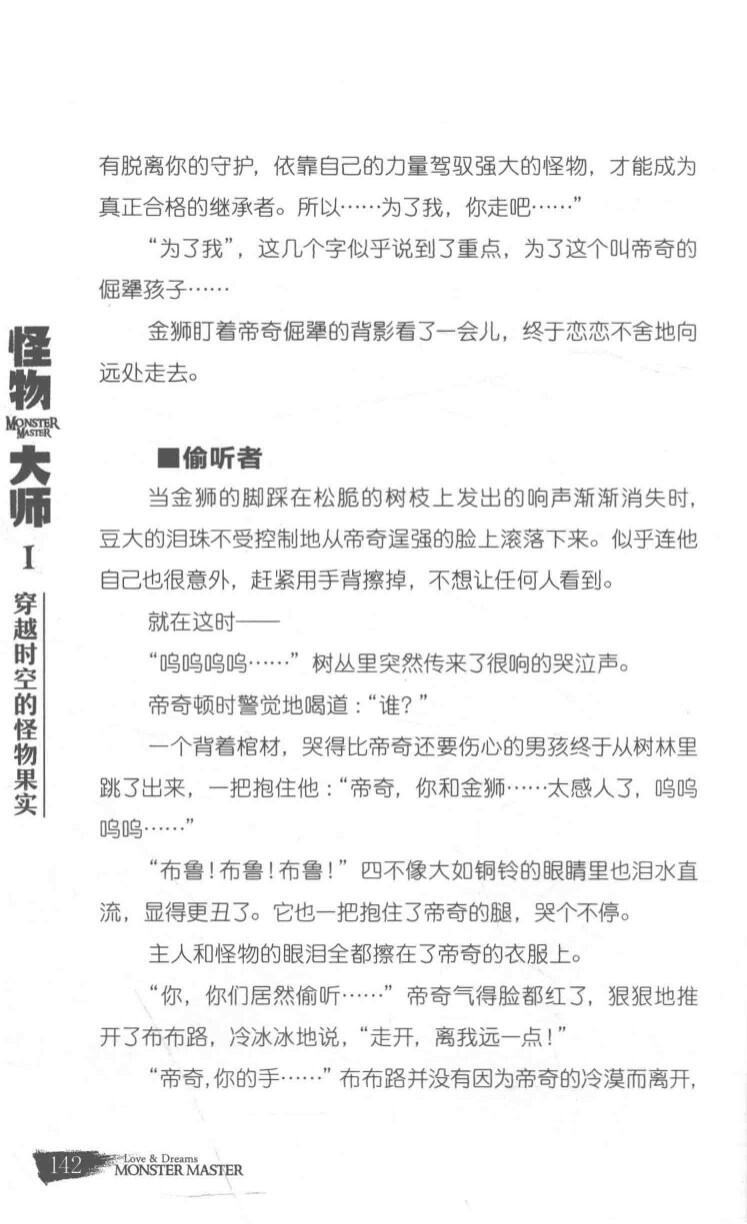 有脱离你的守护，依靠自己的力量驾驭强大的怪物，才能成为
真正合格的继承者。所以……为了我，你走吧……”
“为了我”，这几个字似乎说到了重点，为了这个叫帝奇的
倔犟孩子……
金狮盯着帝奇倔犟的背影看了一会儿，终于恋恋不舍地向
远处走去。
■偷听者
当金狮的脚踩在松脆的树枝上发出的响声渐渐消失时，
豆大的泪珠不受控制地从帝奇逞强的脸上滚落下来。似乎连他
自己也很意外，赶紧用手背擦掉，不想让任何人看到。
就在这时——
“呜呜呜呜……”树丛里突然传来了很响的哭泣声。
帝奇顿时警觉地喝道：“谁？”
一个背着棺材，哭得比帝奇还要伤心的男孩终于从树林里
跳了出来，一把抱住他：“帝奇，你和金狮……太感人了，呜呜
呜呜……”
“布鲁！布鲁！布鲁！”四不像大如铜铃的眼睛里也泪水直
流，显得更丑了。它也一把抱住了帝奇的腿，哭个不停。
主人和怪物的眼泪全都擦在了帝奇的衣服上。
“你，你们居然偷听……”帝奇气得脸都红了，狠狠地推
开了布布路，冷冰冰地说，“走开，离我远一点！”
“帝奇，你的手……”布布路并没有因为帝奇的冷漠而离开，
怪物
MONSTER
MASTER
大师
I
穿越时空的怪物果实
142
Love & Dreams
MONSTER MASTER